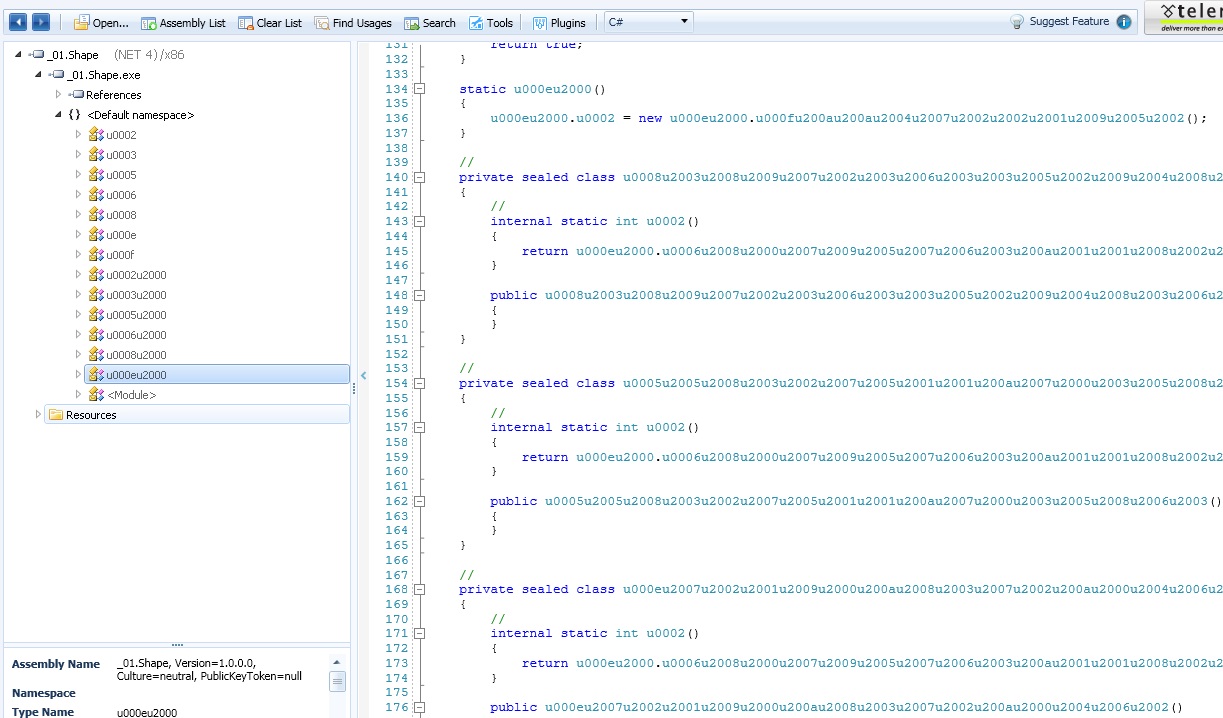 Open... Assembly List Clear List Find Usages Search Tools Plugins C# Suggest Feature
deliver more than
_01.Shape (NET 4)/x86
_01.Shape.exe
References
{} <Default namespace>
u0002
u0003
u0005
u0006
u0008
u000e
u000f
u0002u2000
u0003u2000
u0005u2000
u0006u2000
u0008u2000
u000eu2000
<Module>
Resources
Assembly Name _01.Shape, Version=1.0.0.0,
Culture=neutral, PublicKeyToken=null
Namespace
Type Name u000eu2000
131 return true;
132 }
133
134 static u000eu2000()
135 {
136 u000eu2000.u0002 = new u000eu2000.u000fu200au200au2004u2007u2002u2002u2001u2009u2005u2002();
137 }
138
139 //
140 private sealed class u0008u2003u2008u2009u2007u2002u2003u2006u2003u2003u2005u2002u2009u2004u2008u2
141 {
142 //
143 internal static int u0002()
144 {
145 return u000eu2000.u0006u2008u2000u2007u2009u2005u2007u2006u2003u200au2001u2001u2008u2002u2
146 }
147
148 public u0008u2003u2008u2009u2007u2002u2003u2006u2003u2003u2005u2002u2009u2004u2008u2003u2006u2
149 {
150 }
151 }
152
153 //
154 private sealed class u0005u2005u2008u2003u2002u2007u2005u2001u2001u200au2007u2000u2003u2005u2008u2
155 {
156 //
157 internal static int u0002()
158 {
159 return u000eu2000.u0006u2008u2000u2007u2009u2005u2007u2006u2003u200au2001u2001u2008u2002u2
160 }
161
162 public u0005u2005u2008u2003u2002u2007u2005u2001u2001u200au2007u2000u2003u2005u2008u2006u2003()
163 {
164 }
165 }
166
167 //
168 private sealed class u000eu2007u2002u2001u2009u2000u200au2008u2003u2007u2002u200au2000u2004u2006u2
169 {
170 //
171 internal static int u0002()
172 {
173 return u000eu2000.u0006u2008u2000u2007u2009u2005u2007u2006u2003u200au2001u2001u2008u2002u2
174 }
175
176 public u000eu2007u2002u2001u2009u2000u200au2008u2003u2007u2002u200au2000u2004u2006u2002()